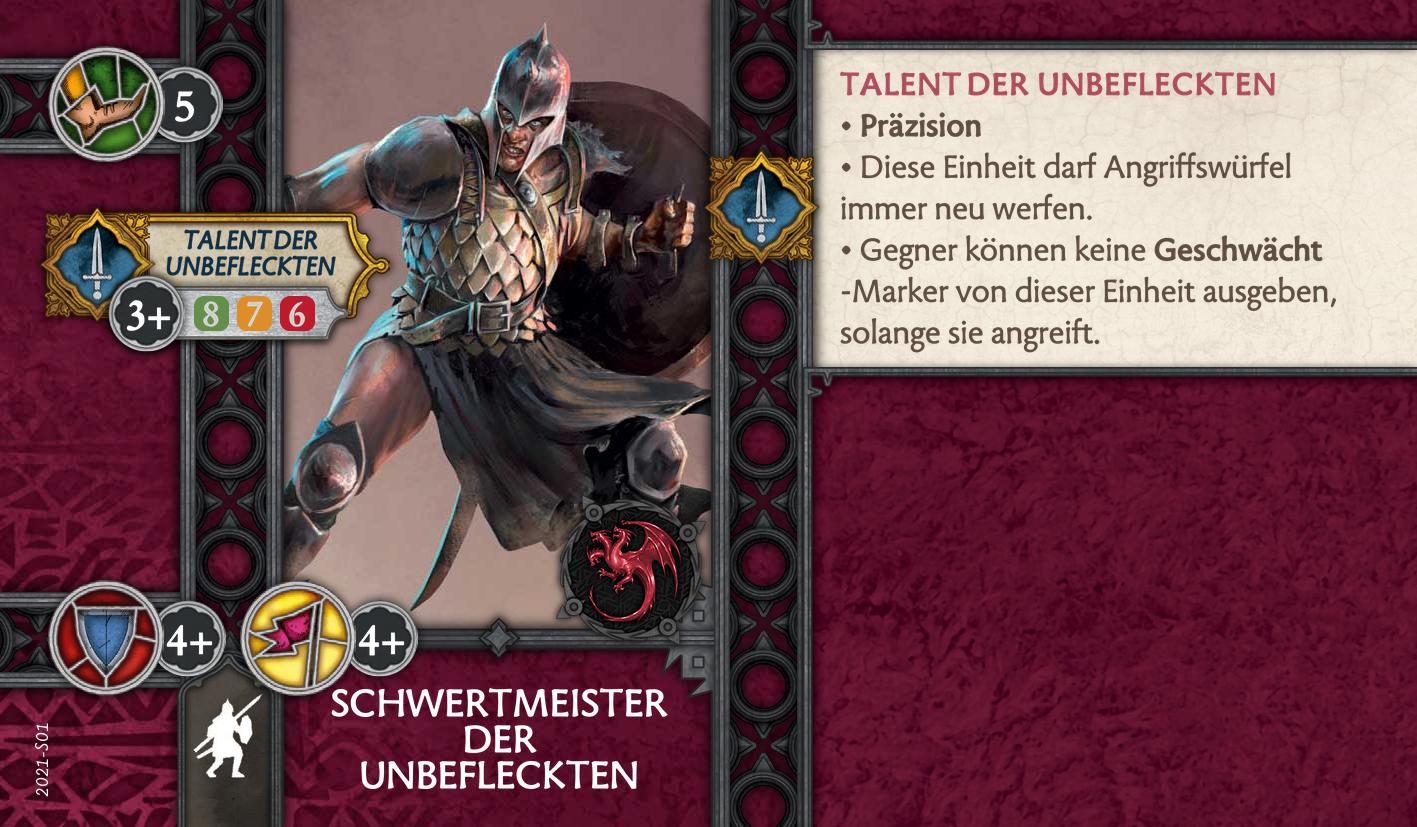 5
TALENT DER
UNBEFLECKTEN
3+ 8 7 6
4+ 4+
SCHWERTMEISTER
DER
UNBEFLECKTEN
2021-S01
TALENT DER UNBEFLECKTEN
• Präzision
• Diese Einheit darf Angriffswürfel
immer neu werfen.
• Gegner können keine Geschwächt
-Marker von dieser Einheit ausgeben,
solange sie angreift.